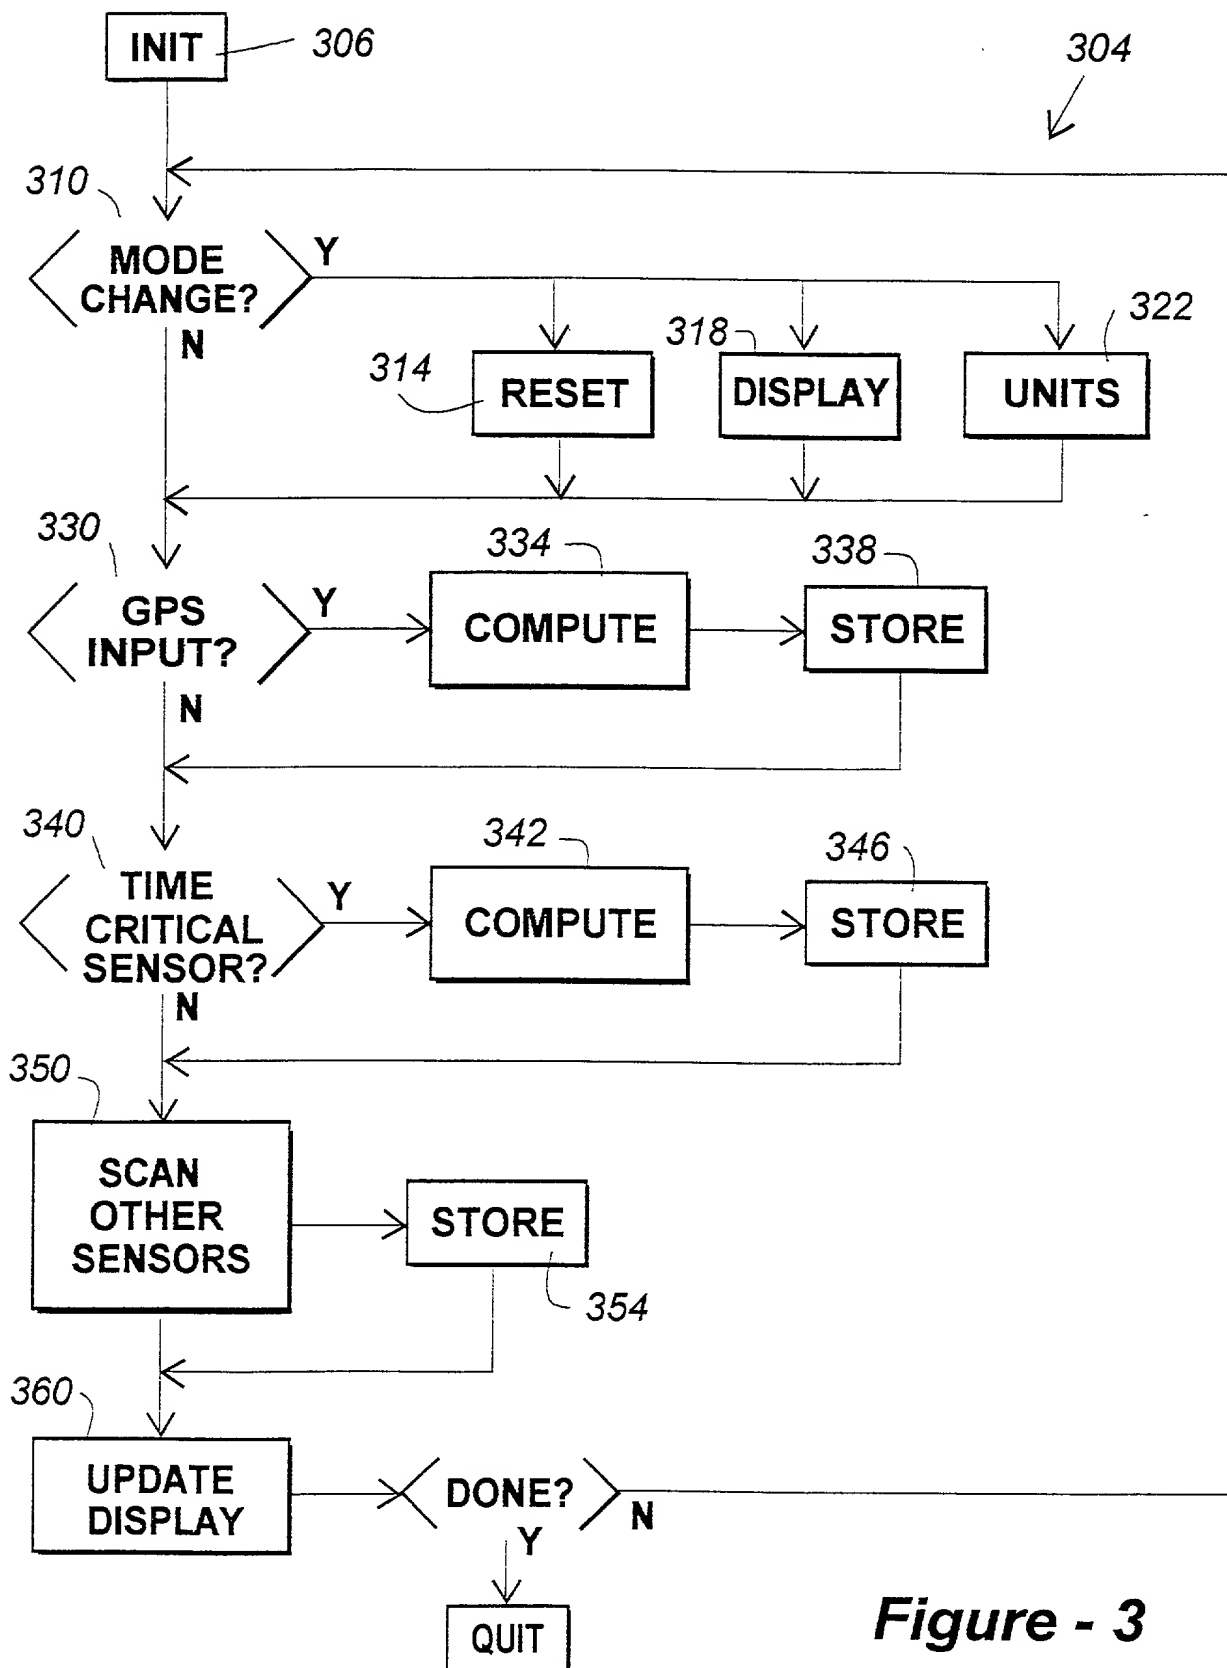 INIT
306
304
310
MODE
CHANGE?
Y
N
314
RESET
318
DISPLAY
322
UNITS
330
GPS
INPUT?
Y
N
334
COMPUTE
338
STORE
340
TIME
CRITICAL
SENSOR?
Y
N
342
COMPUTE
346
STORE
350
SCAN
OTHER
SENSORS
STORE
354
360
UPDATE
DISPLAY
DONE?
N
Y
QUIT
Figure - 3